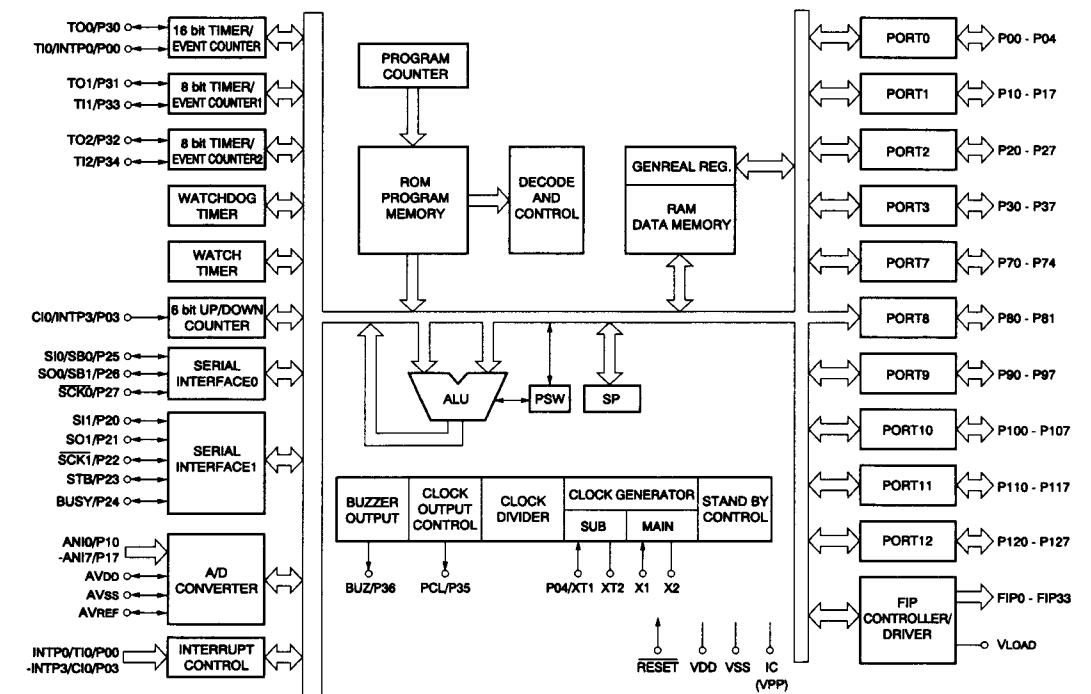 TO0/P30
TI0/INTP0/P00
16 bit TIMER/
EVENT COUNTER
TO1/P31
TI1/P33
8 bit TIMER/
EVENT COUNTER1
TO2/P32
TI2/P34
8 bit TIMER/
EVENT COUNTER2
WATCHDOG
TIMER
WATCH
TIMER
CI0/INTP3/P03
6 bit UP/DOWN
COUNTER
SI0/SB0/P25
SO0/SB1/P26
SCK0/P27
SERIAL
INTERFACE0
SI1/P20
SO1/P21
SCK1/P22
STB/P23
BUSY/P24
SERIAL
INTERFACE1
ANI0/P10
-ANI7/P17
AVDD
AVSS
AVREF
A/D
CONVERTER
INTP0/TI0/P00
-INTP3/CI0/P03
INTERRUPT
CONTROL
PROGRAM
COUNTER
ROM
PROGRAM
MEMORY
DECODE
AND
CONTROL
GENREAL REG.
RAM
DATA MEMORY
ALU
PSW
SP
BUZZER
OUTPUT
CLOCK
OUTPUT
CONTROL
CLOCK
DIVIDER
CLOCK GENERATOR
SUB
MAIN
STAND BY
CONTROL
BUZ/P36
PCL/P35
P04/XT1
XT2
X1
X2
RESET
VDD
VSS
IC
(VPP)
PORT0
P00 - P04
PORT1
P10 - P17
PORT2
P20 - P27
PORT3
P30 - P37
PORT7
P70 - P74
PORT8
P80 - P81
PORT9
P90 - P97
PORT10
P100 - P107
PORT11
P110 - P117
PORT12
P120 - P127
FIP
CONTROLLER/
DRIVER
FIP0 - FIP33
VLOAD